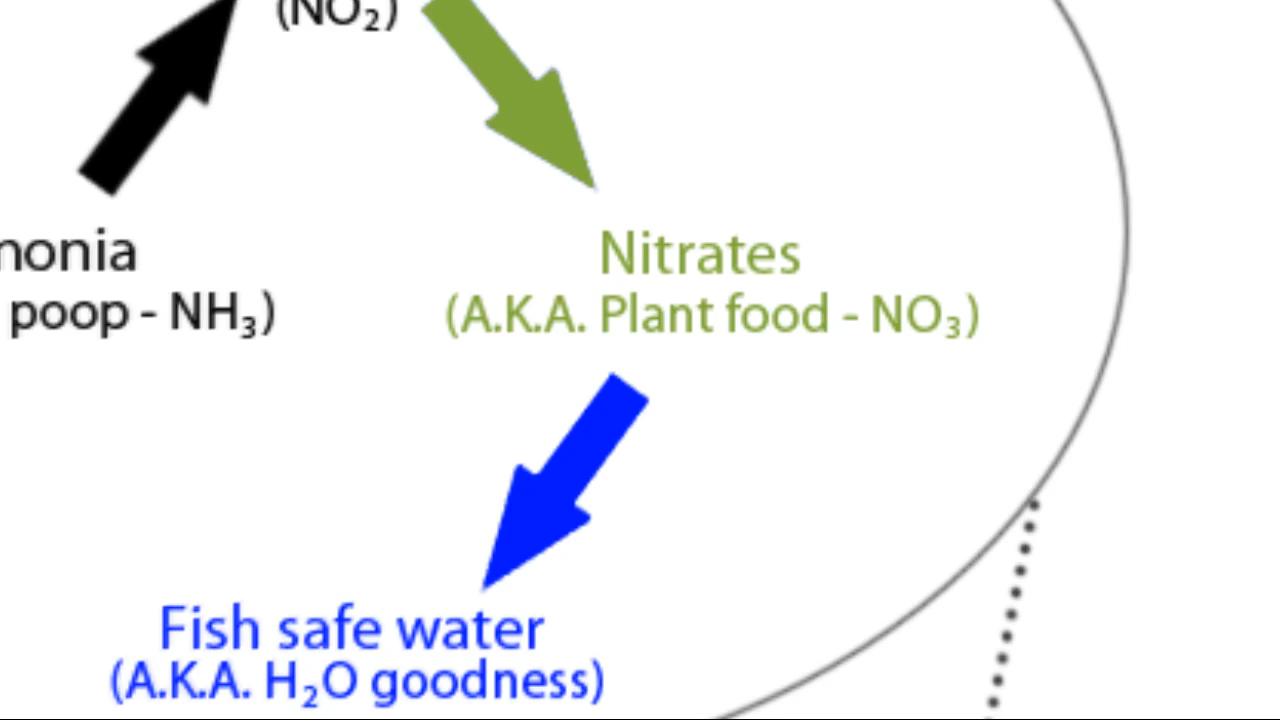 (NO₂)
monia
poop - NH₃)
Nitrates
(A.K.A. Plant food - NO₃)
Fish safe water
(A.K.A. H₂O goodness)